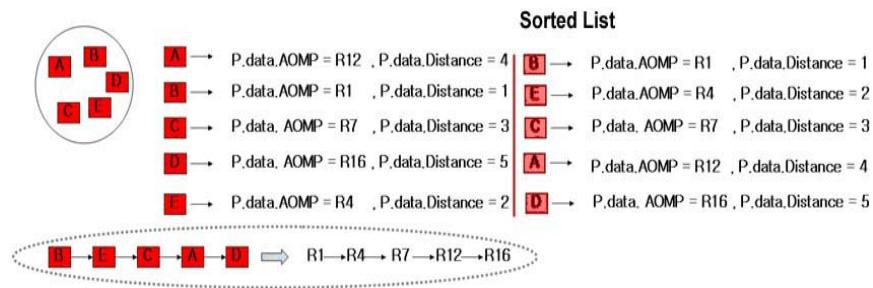 Sorted List
A
B
D
C
E
A P.data.AOMP = R12 , P.data.Distance = 4
B P.data.AOMP = R1 , P.data.Distance = 1
C P.data. AOMP = R7 , P.data.Distance = 3
D P.data. AOMP = R16 , P.data.Distance = 5
E P.data.AOMP = R4 , P.data.Distance = 2
B P.data.AOMP = R1 , P.data.Distance = 1
E P.data.AOMP = R4 , P.data.Distance = 2
C P.data. AOMP = R7 , P.data.Distance = 3
A P.data.AOMP = R12 , P.data.Distance = 4
D P.data. AOMP = R16 , P.data.Distance = 5
B E C A D R1 R4 R7 R12 R16